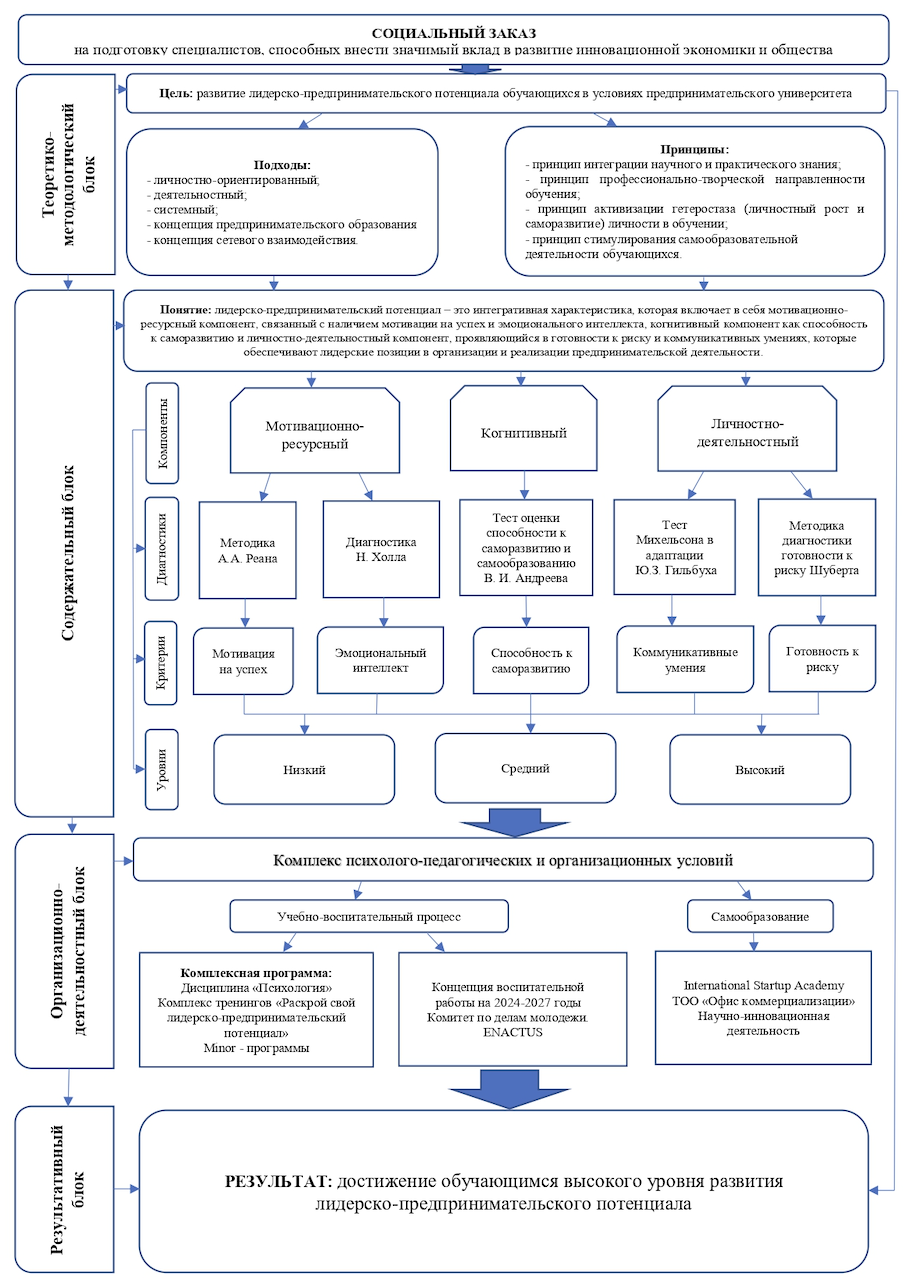 СОЦИАЛЬНЫЙ ЗАКАЗ
на подготовку специалистов, способных внести значимый вклад в развитие инновационной экономики и общества
Теоретико-
методологический
блок
Цель: развитие лидерско-предпринимательского потенциала обучающихся в условиях предпринимательского университета
Подходы:
- личностно-ориентированный;
- деятельностный;
- системный;
- концепция предпринимательского образования
- концепция сетевого взаимодействия.
Принципы:
- принцип интеграции научного и практического знания;
- принцип профессионально-творческой направленности
обучения;
- принцип активизации гетеростаза (личностный рост и
саморазвитие) личности в обучении;
- принцип стимулирования самообразовательной
деятельности обучающихся.
Содержательный блок
Понятие: лидерско-предпринимательский потенциал – это интегративная характеристика, которая включает в себя мотивационно-
ресурсный компонент, связанный с наличием мотивации на успех и эмоционального интеллекта, когнитивный компонент как способность
к саморазвитию и личностно-деятельностный компонент, проявляющийся в готовности к риску и коммуникативных умениях, которые
обеспечивают лидерские позиции в организации и реализации предпринимательской деятельности.
Компоненты
Мотивационно-
ресурсный
Когнитивный
Личностно-
деятельностный
Диагностики
Методика
А.А. Реана
Диагностика
Н. Холла
Тест оценки
способности к
саморазвитию и
самообразованию
В. И. Андреева
Тест
Михельсона в
адаптации
Ю.З. Гильбуха
Методика
диагностики
готовности к
риску Шуберта
Критерии
Мотивация
на успех
Эмоциональный
интеллект
Способность к
саморазвитию
Коммуникативные
умения
Готовность к
риску
Уровни
Низкий
Средний
Высокий
Организационно-
деятельностный блок
Комплекс психолого-педагогических и организационных условий
Учебно-воспитательный процесс
Самообразование
Комплексная программа:
Дисциплина «Психология»
Комплекс тренингов «Раскрой свой
лидерско-предпринимательский
потенциал»
Minor - программы
Концепция воспитательной
работы на 2024-2027 годы
Комитет по делам молодежи.
ENACTUS
International Startup Academy
ТОО «Офис коммерциализации»
Научно-инновационная
деятельность
Результативный
блок
РЕЗУЛЬТАТ: достижение обучающимся высокого уровня развития
лидерско-предпринимательского потенциала